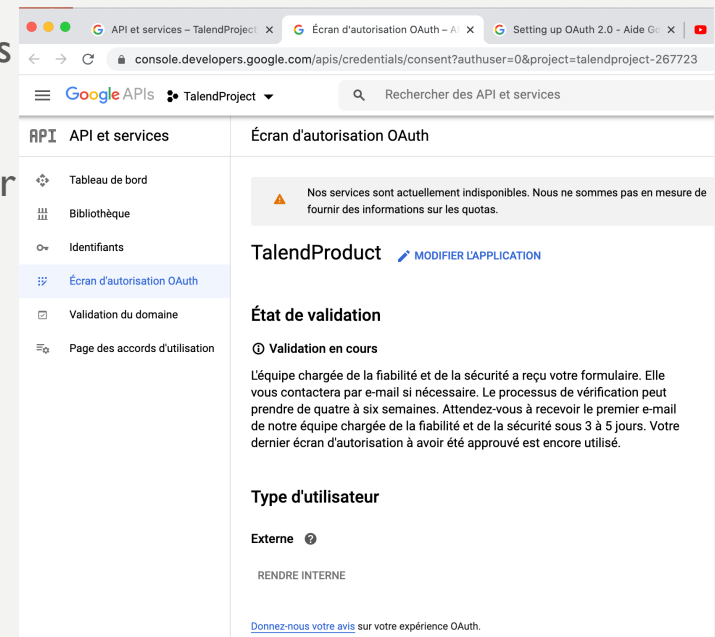 s
r
API et services – TalendProject
Écran d'autorisation OAuth – A
Setting up OAuth 2.0 - Aide Go
console.developers.google.com/apis/credentials/consent?authuser=0&project=talendproject-267723
Google APIs TalendProject
Rechercher des API et services
API API et services
Écran d'autorisation OAuth
Tableau de bord
Bibliothèque
Identifiants
Écran d'autorisation OAuth
Validation du domaine
Page des accords d'utilisation
Nos services sont actuellement indisponibles. Nous ne sommes pas en mesure de
fournir des informations sur les quotas.
TalendProduct MODIFIER L'APPLICATION
État de validation
Validation en cours
L'équipe chargée de la fiabilité et de la sécurité a reçu votre formulaire. Elle
vous contactera par e-mail si nécessaire. Le processus de vérification peut
prendre de quatre à six semaines. Attendez-vous à recevoir le premier e-mail
de notre équipe chargée de la fiabilité et de la sécurité sous 3 à 5 jours. Votre
dernier écran d'autorisation à avoir été approuvé est encore utilisé.
Type d'utilisateur
Externe
RENDRE INTERNE
Donnez-nous votre avis sur votre expérience OAuth.